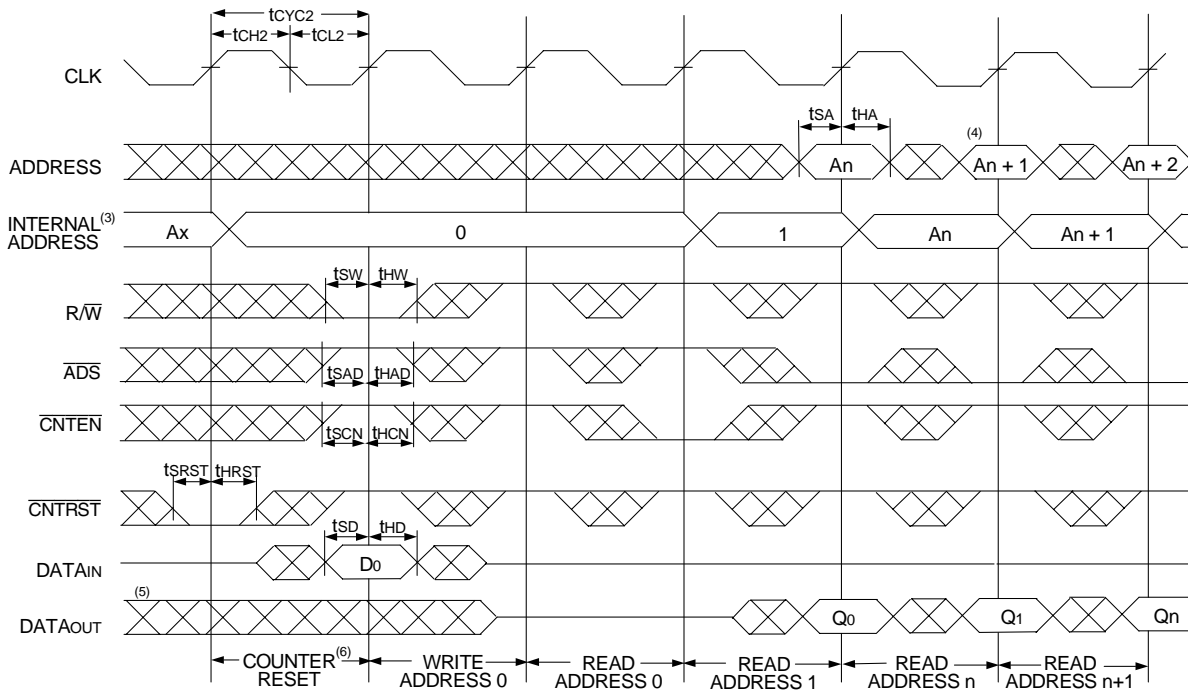 tCYC2
tCH2 tCL2
CLK
tSA tHA
(4)
ADDRESS An An + 1 An + 2
INTERNAL(3)
ADDRESS Ax 0 1 An An + 1
tSW tHW
R/W
ADS
tSAD tHAD
CNTEN
tSCN tHCN
tSRST tHRST
CNTRST
tSD tHD
DATAIN D0
(5)
DATAOUT Q0 Q1 Qn
COUNTER(6) WRITE READ READ READ READ
RESET ADDRESS 0 ADDRESS 0 ADDRESS 1 ADDRESS n ADDRESS n+1